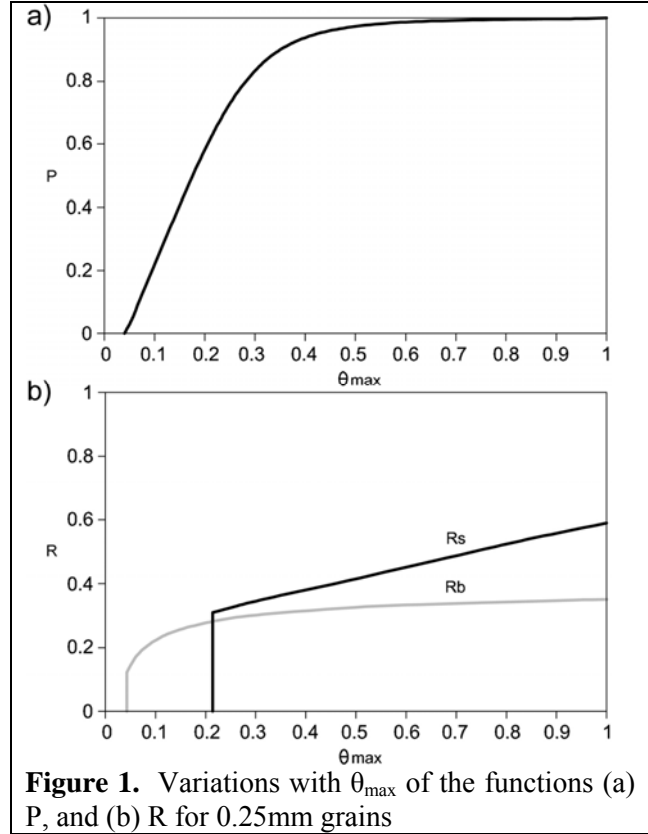 a)
1
0.8
0.6
P
0.4
0.2
0
0 0.1 0.2 0.3 0.4 0.5 0.6 0.7 0.8 0.9 1
θmax
b)
1
0.8
0.6
R
Rs
0.4
Rb
0.2
0
0 0.1 0.2 0.3 0.4 0.5 0.6 0.7 0.8 0.9 1
θmax
Figure 1. Variations with θmax of the functions (a)
P, and (b) R for 0.25mm grains